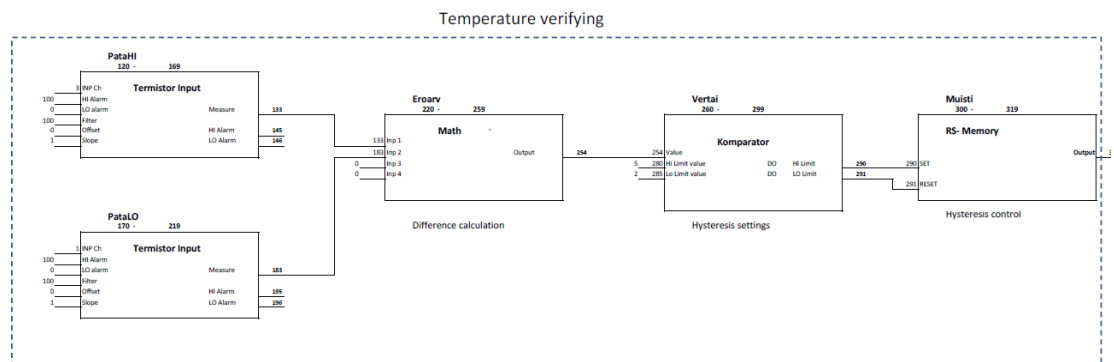 Temperature verifying
PataHI
120 - 169
Termistor Input
3 INP Ch
100 HI Alarm
0 LO alarm Measure 133
100 Filter
0 Offset HI Alarm 145
1 Slope LO Alarm 146
PataLO
170 - 219
Termistor Input
1 INP Ch
100 HI Alarm
0 LO alarm Measure 183
100 Filter
0 Offset HI Alarm 195
1 Slope LO Alarm 196
Eroarv
220 - 259
Math -
133 Inp 1
183 Inp 2 Output 254
0 Inp 3
0 Inp 4
Difference calculation
Vertai
260 - 299
Komparator
254 Value
5 280 HI Limit value DO HI Limit 290
2 285 Lo Limit value DO LO Limit 291
Hysteresis settings
Muisti
300 - 319
RS- Memory
Output 3
290 SET
291 RESET
Hysteresis control